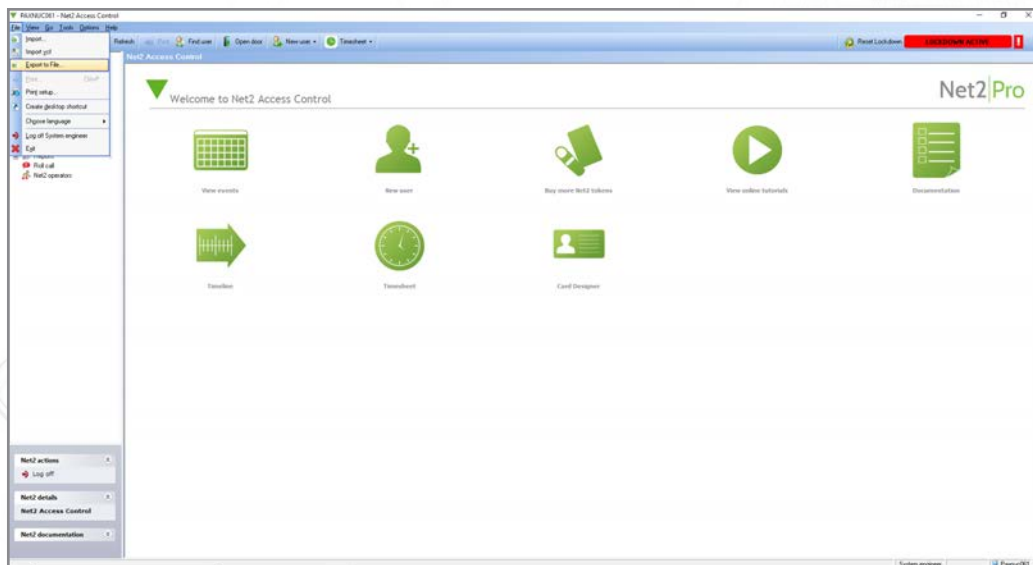 PAXNUC061 - Net2 Access Control
File View Go Tools Options Help
Import...
Import xsl
Export to File...
Print setup...
Create desktop shortcut
Choose language
Log off System engineer
Exit
Refresh Print Find user Open door New user Timesheet
Reset Lockdown LOCKDOWN ACTIVE
Net2 Access Control
Roll call
Net2 operators
Welcome to Net2 Access Control
Net2 Pro
View events
New user
Buy more Net2 tokens
View online tutorials
Documentation
Timeline
Timesheet
Card Designer
Net2 actions
Log off
Net2 details
Net2 Access Control
Net2 documentation
System engineer